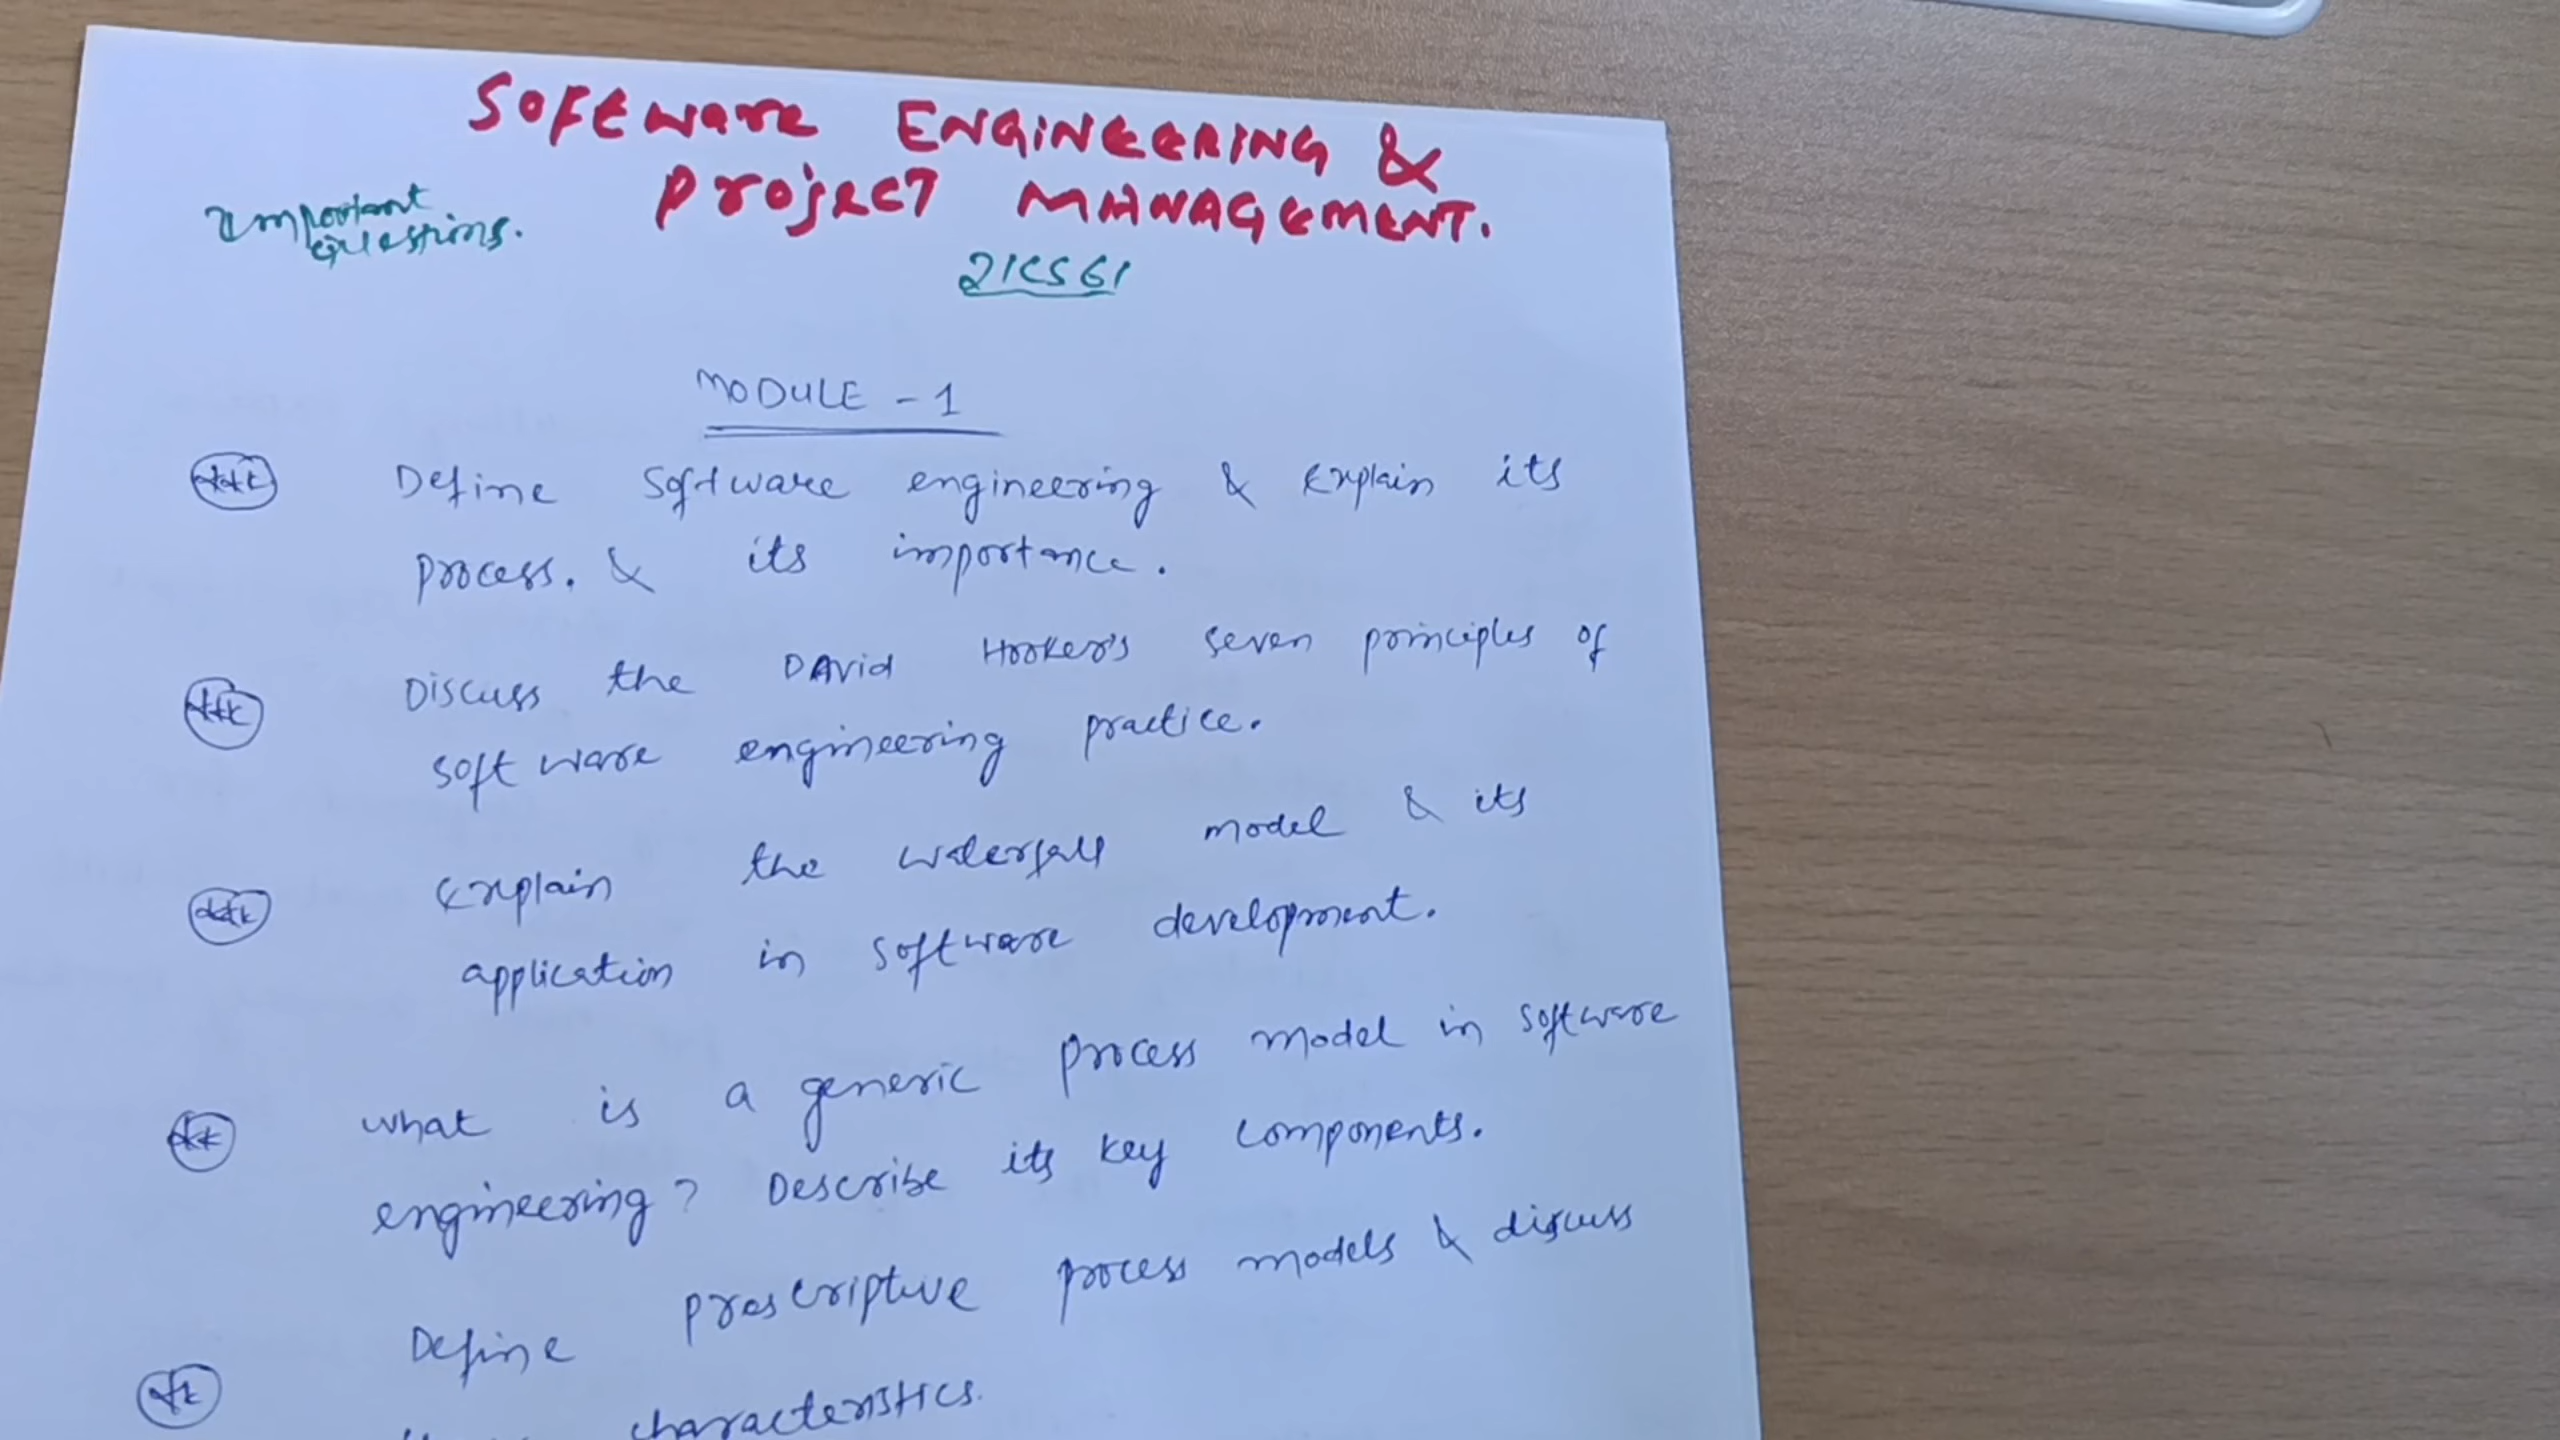 Software ENGINEERING &
Important questions.
Project MANAGEMENT.
21CS61
MODULE - 1
*** Define Software engineering & Explain its
process. & its importance.
*** Discuss the DAvid Hooker's seven principles of
software engineering practice.
*** Explain the waterfall model & its
application in software development.
** what is a generic process model in software
engineering? Describe its key components.
** Define prescriptive process models & discuss
characteristics.